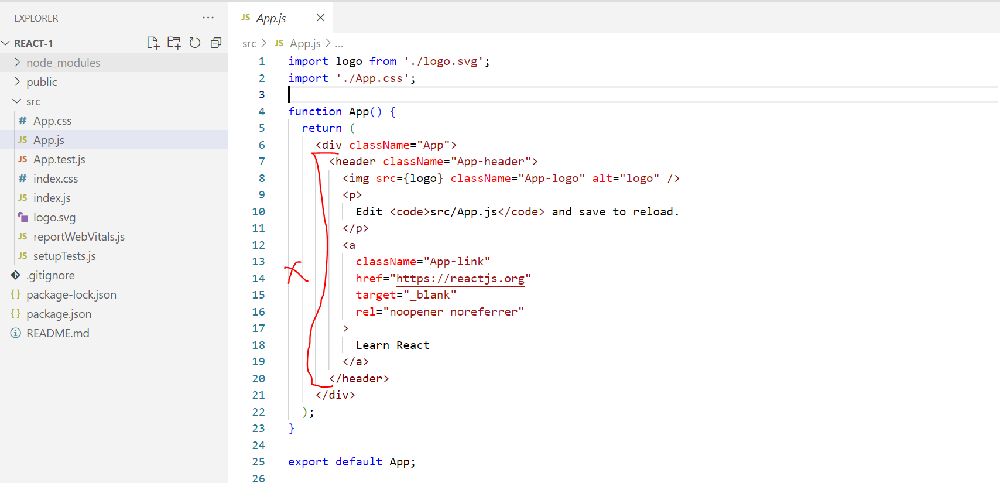 EXPLORER ...
REACT-1
node_modules
public
src
# App.css
JS App.js
JS App.test.js
# index.css
JS index.js
logo.svg
JS reportWebVitals.js
JS setupTests.js
.gitignore
{} package-lock.json
{} package.json
README.md
JS App.js
src > JS App.js > ...
1 import logo from './logo.svg';
2 import './App.css';
3
4 function App() {
5 return (
6 <div className="App">
7 <header className="App-header">
8 <img src={logo} className="App-logo" alt="logo" />
9 <p>
10 Edit <code>src/App.js</code> and save to reload.
11 </p>
12 <a
13 className="App-link"
14 href="https://reactjs.org"
15 target="_blank"
16 rel="noopener noreferrer"
17 >
18 Learn React
19 </a>
20 </header>
21 </div>
22 );
23 }
24
25 export default App;
26